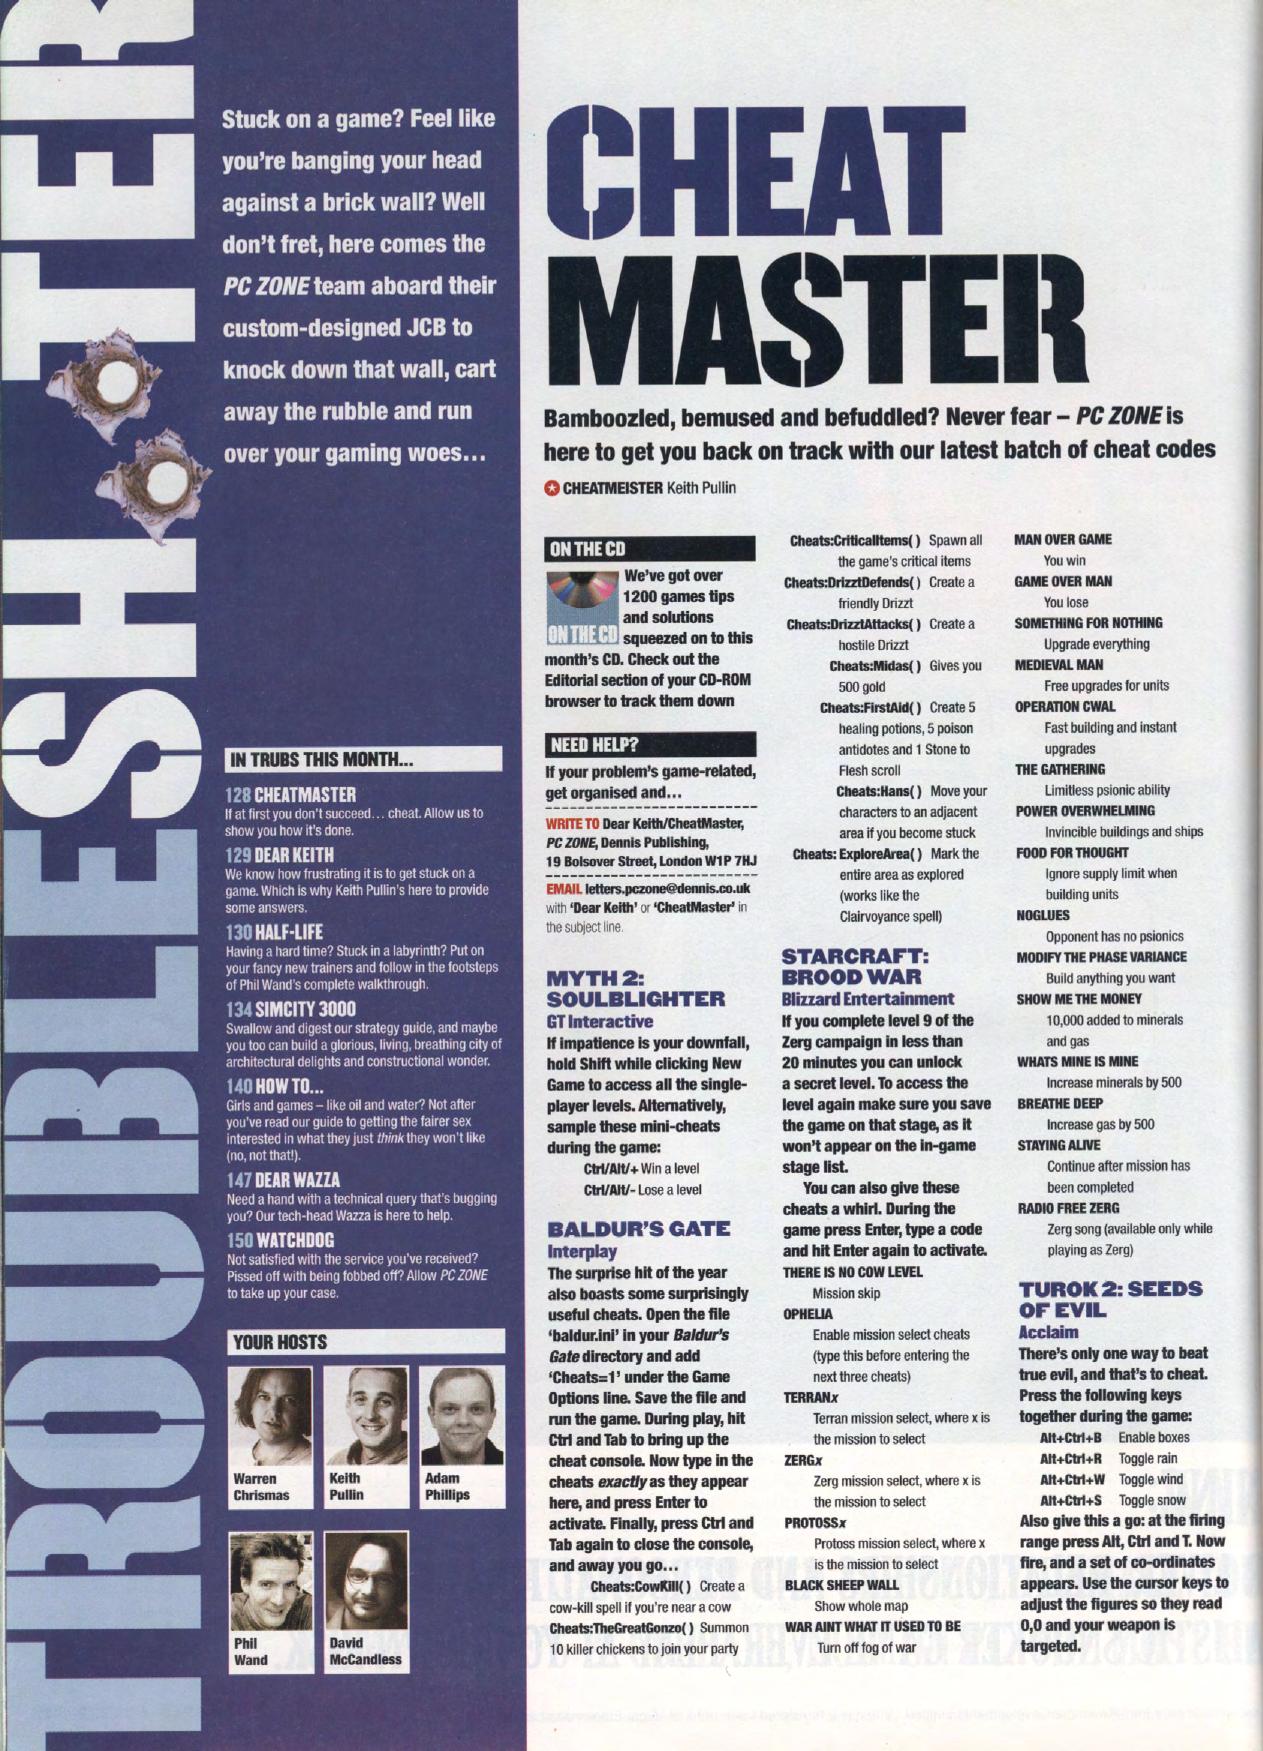 TROUBLESHOOTER
Stuck on a game? Feel like
you're banging your head
against a brick wall? Well
don't fret, here comes the
PC ZONE team aboard their
custom-designed JCB to
knock down that wall, cart
away the rubble and run
over your gaming woes...
IN TRUBS THIS MONTH...
128 CHEATMASTER
If at first you don't succeed... cheat. Allow us to
show you how it's done.
129 DEAR KEITH
We know how frustrating it is to get stuck on a
game. Which is why Keith Pullin's here to provide
some answers.
130 HALF-LIFE
Having a hard time? Stuck in a labyrinth? Put on
your fancy new trainers and follow in the footsteps
of Phil Wand's complete walkthrough.
134 SIMCITY 3000
Swallow and digest our strategy guide, and maybe
you too can build a glorious, living, breathing city of
architectural delights and constructional wonder.
140 HOW TO...
Girls and games – like oil and water? Not after
you've read our guide to getting the fairer sex
interested in what they just think they won't like
(no, not that!).
147 DEAR WAZZA
Need a hand with a technical query that's bugging
you? Our tech-head Wazza is here to help.
150 WATCHDOG
Not satisfied with the service you've received?
Pissed off with being fobbed off? Allow PC ZONE
to take up your case.
YOUR HOSTS
Warren
Chrismas
Keith
Pullin
Adam
Phillips
Phil
Wand
David
McCandless
CHEAT
MASTER
Bamboozled, bemused and befuddled? Never fear – PC ZONE is
here to get you back on track with our latest batch of cheat codes
CHEATMEISTER Keith Pullin
ON THE CD
ON THE CD
We've got over
1200 games tips
and solutions
squeezed on to this
month's CD. Check out the
Editorial section of your CD-ROM
browser to track them down
NEED HELP?
If your problem's game-related,
get organised and...
WRITE TO Dear Keith/CheatMaster,
PC ZONE, Dennis Publishing,
19 Bolsover Street, London W1P 7HJ
EMAIL letters.pczone@dennis.co.uk
with 'Dear Keith' or 'CheatMaster' in
the subject line.
MYTH 2:
SOULBLIGHTER
GT Interactive
If impatience is your downfall,
hold Shift while clicking New
Game to access all the single-
player levels. Alternatively,
sample these mini-cheats
during the game:
Ctrl/Alt/+ Win a level
Ctrl/Alt/- Lose a level
BALDUR'S GATE
Interplay
The surprise hit of the year
also boasts some surprisingly
useful cheats. Open the file
'baldur.ini' in your Baldur's
Gate directory and add
'Cheats=1' under the Game
Options line. Save the file and
run the game. During play, hit
Ctrl and Tab to bring up the
cheat console. Now type in the
cheats exactly as they appear
here, and press Enter to
activate. Finally, press Ctrl and
Tab again to close the console,
and away you go...
Cheats:CowKill( ) Create a
cow-kill spell if you're near a cow
Cheats:TheGreatGonzo( ) Summon
10 killer chickens to join your party
Cheats:CriticalItems( ) Spawn all
the game's critical items
Cheats:DrizztDefends( ) Create a
friendly Drizzt
Cheats:DrizztAttacks( ) Create a
hostile Drizzt
Cheats:Midas( ) Gives you
500 gold
Cheats:FirstAid( ) Create 5
healing potions, 5 poison
antidotes and 1 Stone to
Flesh scroll
Cheats:Hans( ) Move your
characters to an adjacent
area if you become stuck
Cheats: ExploreArea( ) Mark the
entire area as explored
(works like the
Clairvoyance spell)
STARCRAFT:
BROOD WAR
Blizzard Entertainment
If you complete level 9 of the
Zerg campaign in less than
20 minutes you can unlock
a secret level. To access the
level again make sure you save
the game on that stage, as it
won't appear on the in-game
stage list.
You can also give these
cheats a whirl. During the
game press Enter, type a code
and hit Enter again to activate.
THERE IS NO COW LEVEL
Mission skip
OPHELIA
Enable mission select cheats
(type this before entering the
next three cheats)
TERRANx
Terran mission select, where x is
the mission to select
ZERGx
Zerg mission select, where x is
the mission to select
PROTOSSx
Protoss mission select, where x
is the mission to select
BLACK SHEEP WALL
Show whole map
WAR AINT WHAT IT USED TO BE
Turn off fog of war
MAN OVER GAME
You win
GAME OVER MAN
You lose
SOMETHING FOR NOTHING
Upgrade everything
MEDIEVAL MAN
Free upgrades for units
OPERATION CWAL
Fast building and instant
upgrades
THE GATHERING
Limitless psionic ability
POWER OVERWHELMING
Invincible buildings and ships
FOOD FOR THOUGHT
Ignore supply limit when
building units
NOGLUES
Opponent has no psionics
MODIFY THE PHASE VARIANCE
Build anything you want
SHOW ME THE MONEY
10,000 added to minerals
and gas
WHATS MINE IS MINE
Increase minerals by 500
BREATHE DEEP
Increase gas by 500
STAYING ALIVE
Continue after mission has
been completed
RADIO FREE ZERG
Zerg song (available only while
playing as Zerg)
TUROK 2: SEEDS
OF EVIL
Acclaim
There's only one way to beat
true evil, and that's to cheat.
Press the following keys
together during the game:
Alt+Ctrl+B Enable boxes
Alt+Ctrl+R Toggle rain
Alt+Ctrl+W Toggle wind
Alt+Ctrl+S Toggle snow
Also give this a go: at the firing
range press Alt, Ctrl and T. Now
fire, and a set of co-ordinates
appears. Use the cursor keys to
adjust the figures so they read
0,0 and your weapon is
targeted.